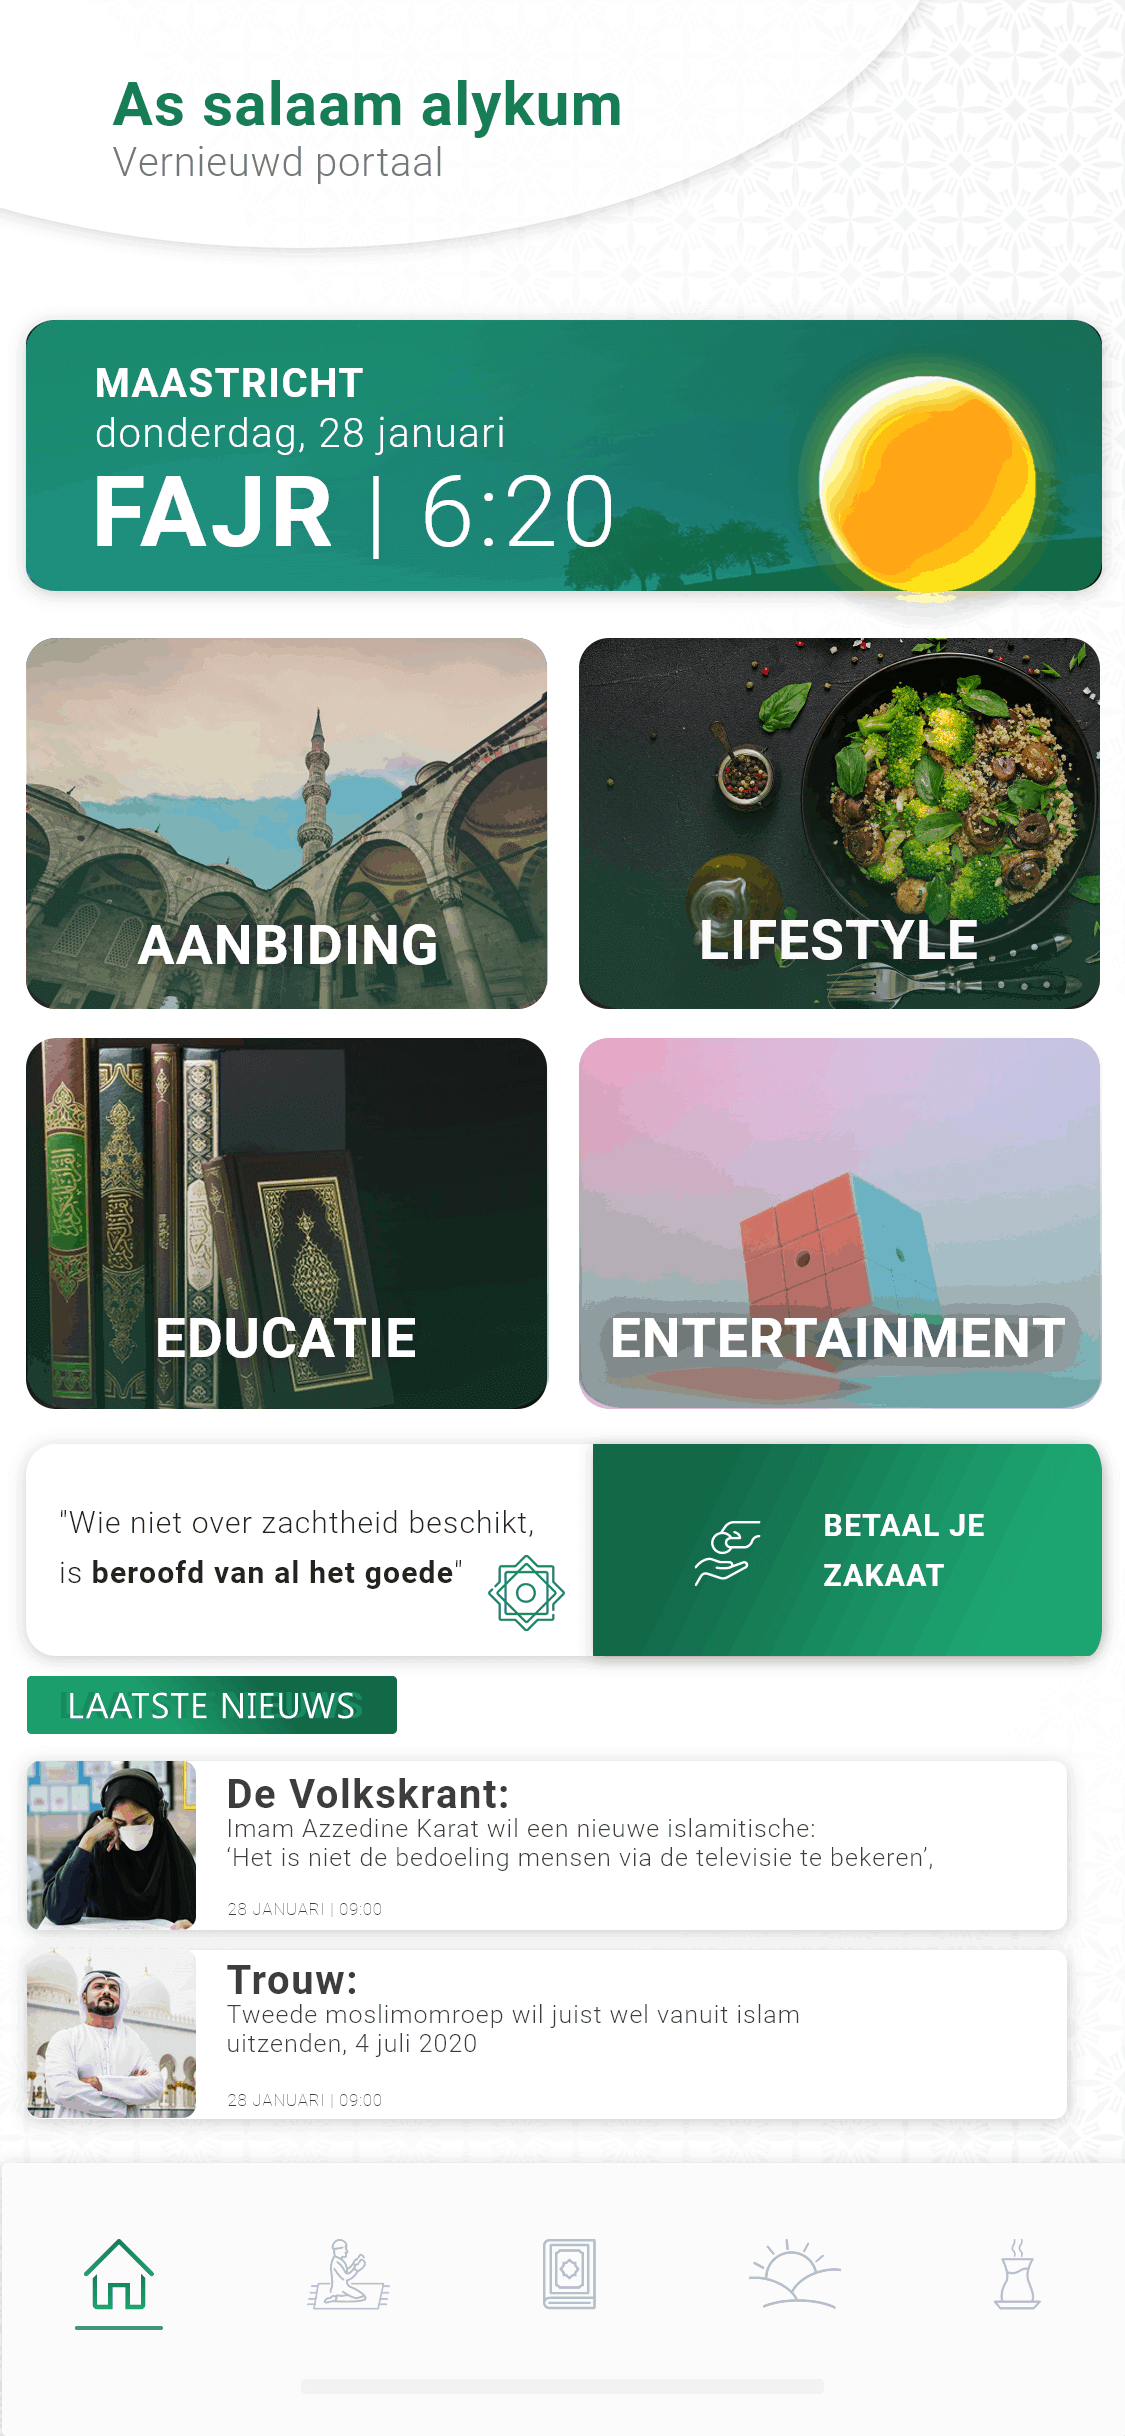 As salaam alykum
Vernieuwd portaal
MAASTRICHT
donderdag, 28 januari
FAJR | 6:20
AANBIDING
LIFESTYLE
EDUCATIE
ENTERTAINMENT
"Wie niet over zachtheid beschikt,
is beroofd van al het goede"
BETAAL JE
ZAKAAT
LAATSTE NIEUWS
De Volkskrant:
Imam Azzedine Karat wil een nieuwe islamitische:
‘Het is niet de bedoeling mensen via de televisie te bekeren’,
28 JANUARI | 09:00
Trouw:
Tweede moslimomroep wil juist wel vanuit islam
uitzenden, 4 juli 2020
28 JANUARI | 09:00